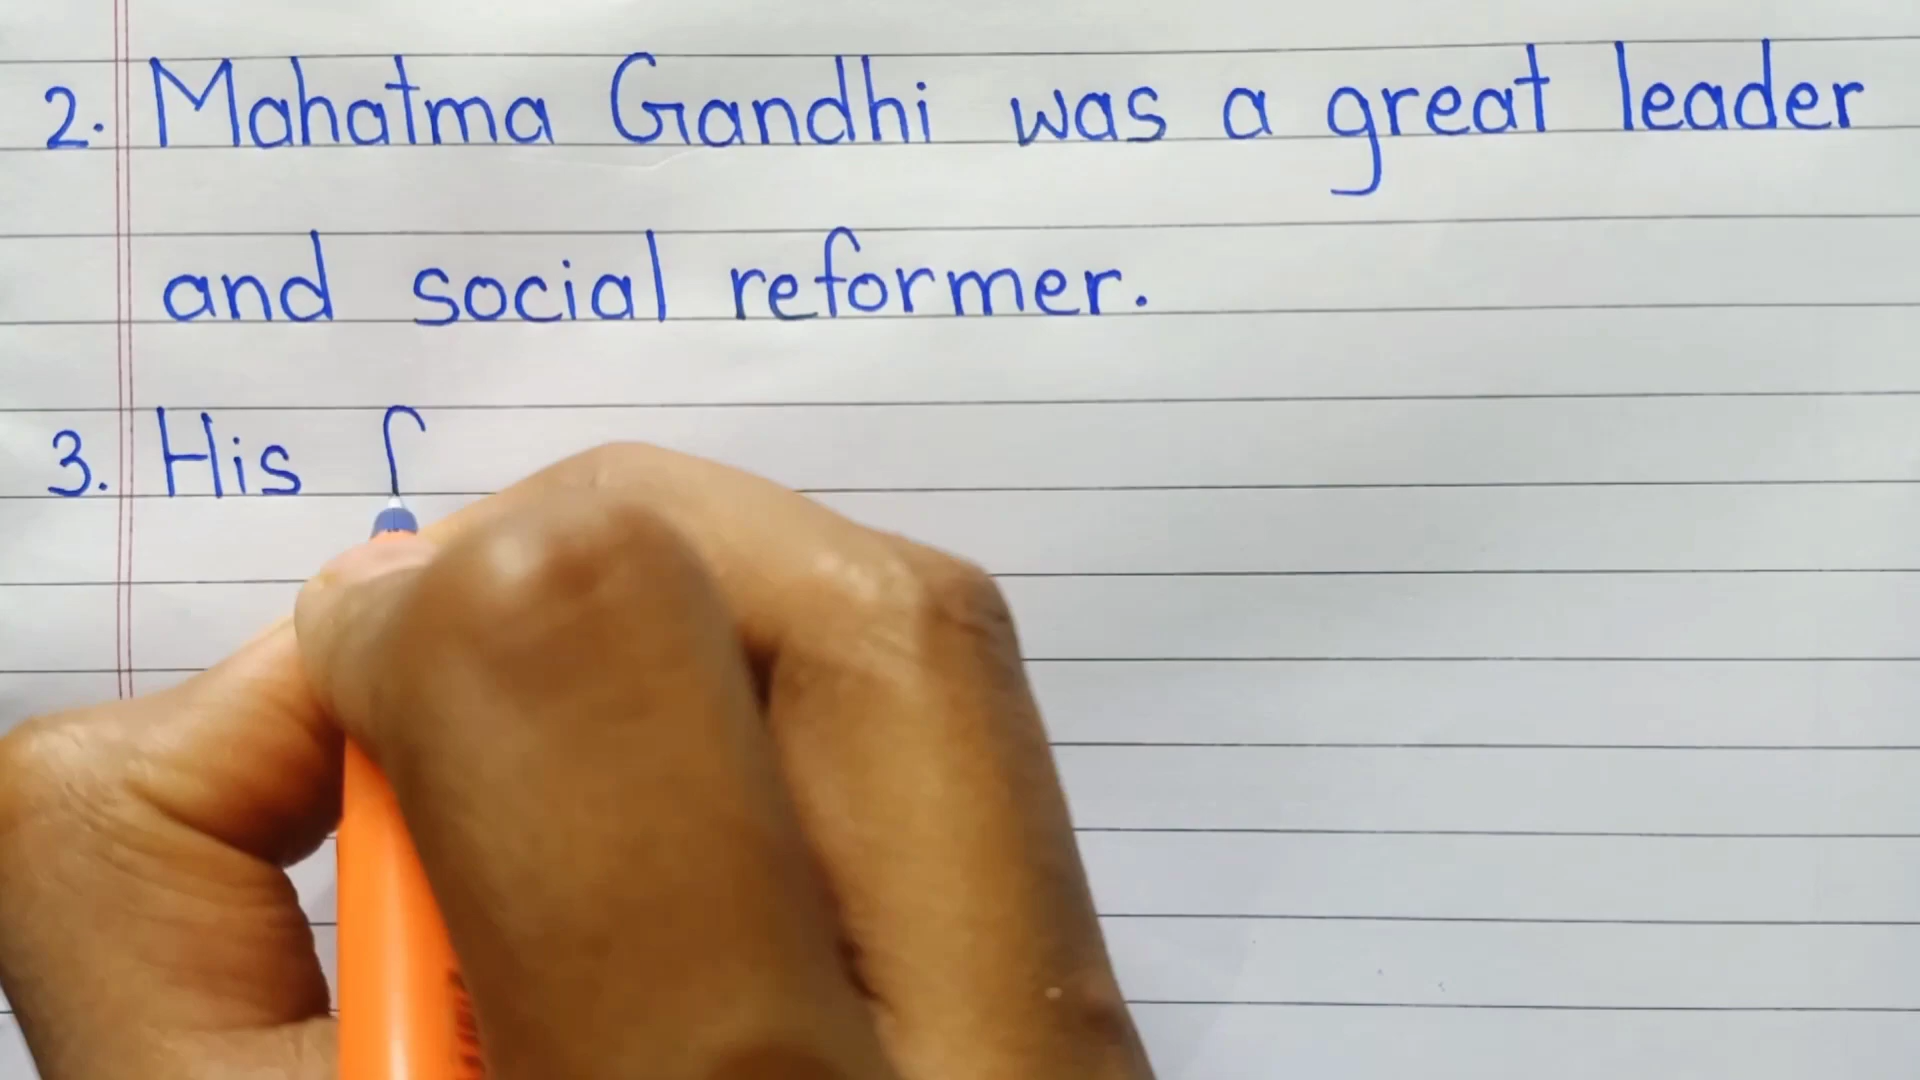 2. Mahatma Gandhi was a great leader
and social reformer.
3. His f